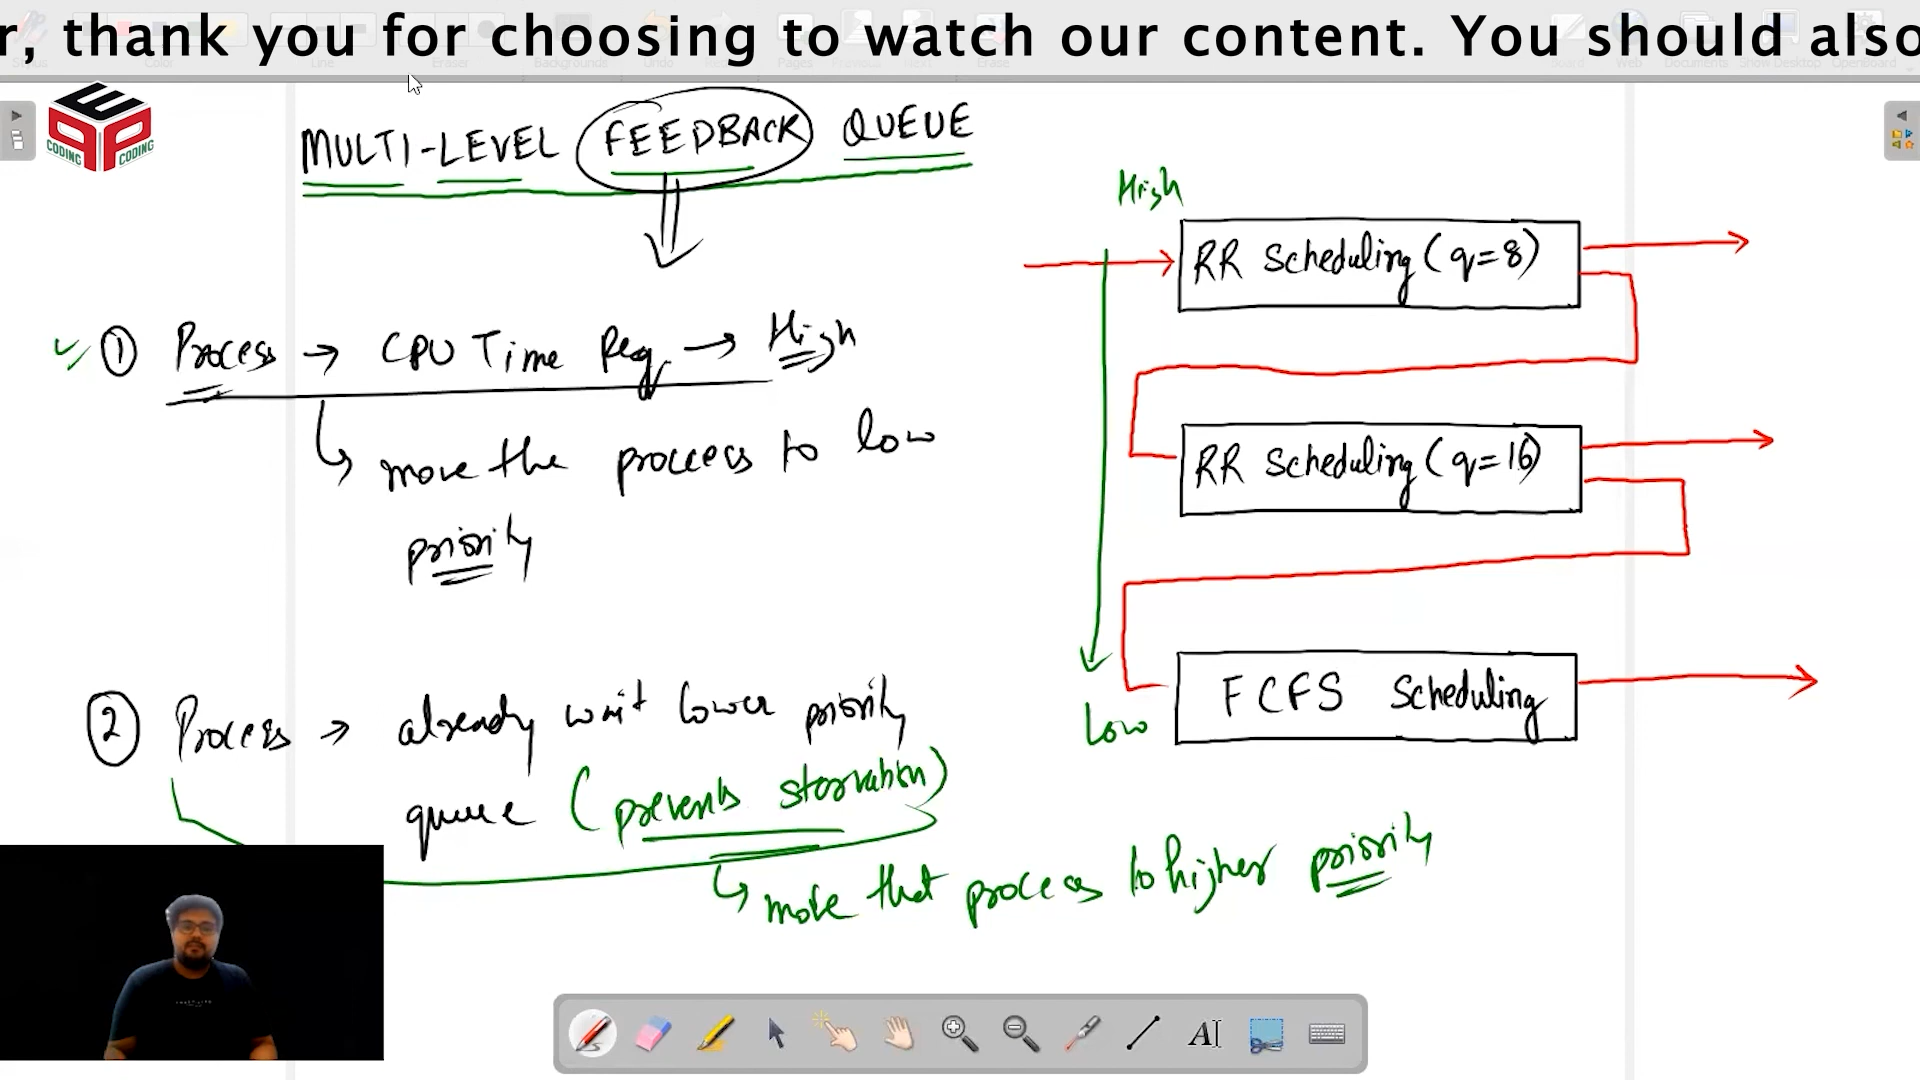 r, thank you for choosing to watch our content. You should also
CODING CODING
MULTI-LEVEL FEEDBACK QUEUE
High
RR Scheduling (q=8)
① Process → CPU Time Req → High
move the process to low
priority
RR Scheduling (q=16)
FCFS Scheduling
Low
② Process → already wait lower priority
queue (prevents starvation)
↳ move that process to higher priority